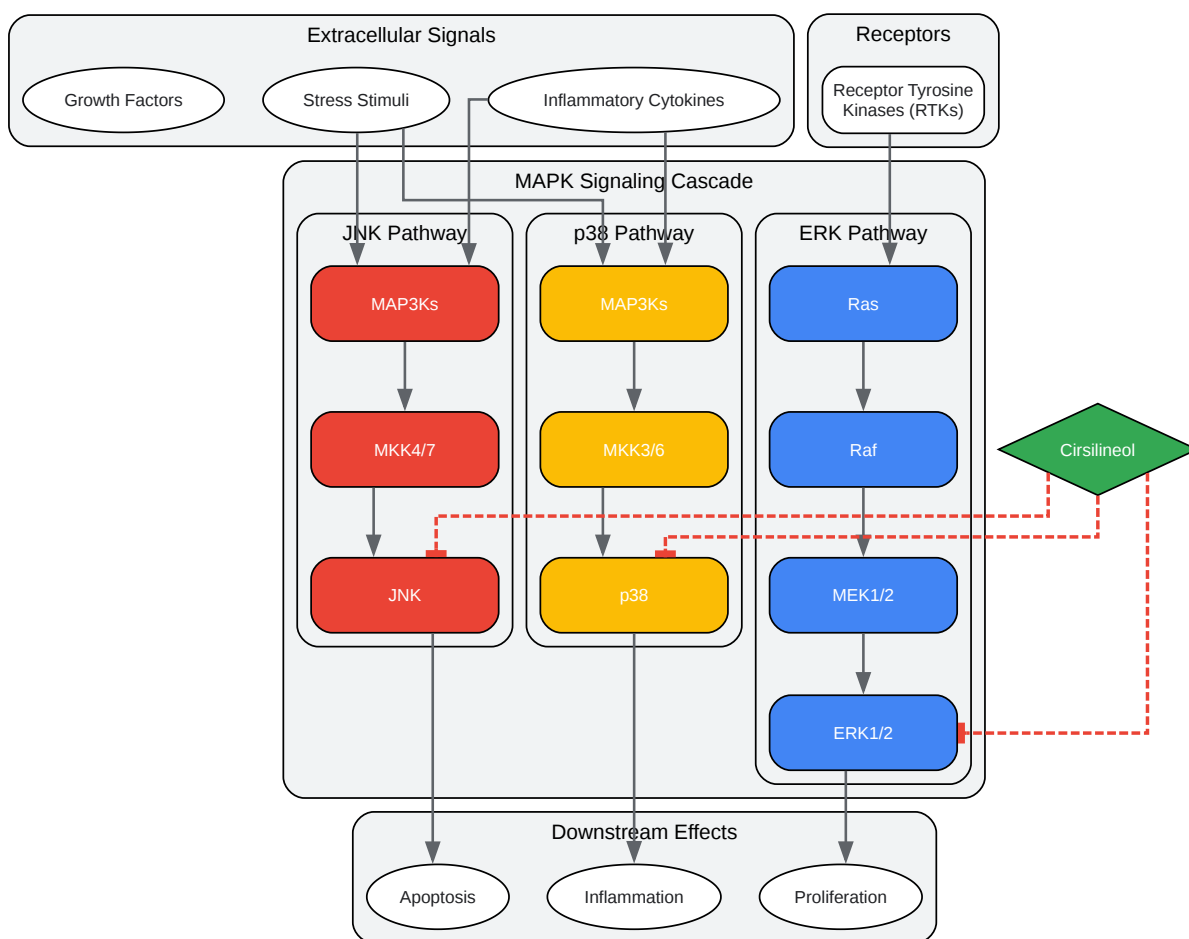 Extracellular Signals
Receptors
Growth Factors
Stress Stimuli
Inflammatory Cytokines
Receptor Tyrosine
Kinases (RTKs)
MAPK Signaling Cascade
JNK Pathway
p38 Pathway
ERK Pathway
MAP3Ks
MAP3Ks
Ras
MKK4/7
MKK3/6
Raf
Cirsilineol
JNK
p38
MEK1/2
ERK1/2
Downstream Effects
Apoptosis
Inflammation
Proliferation